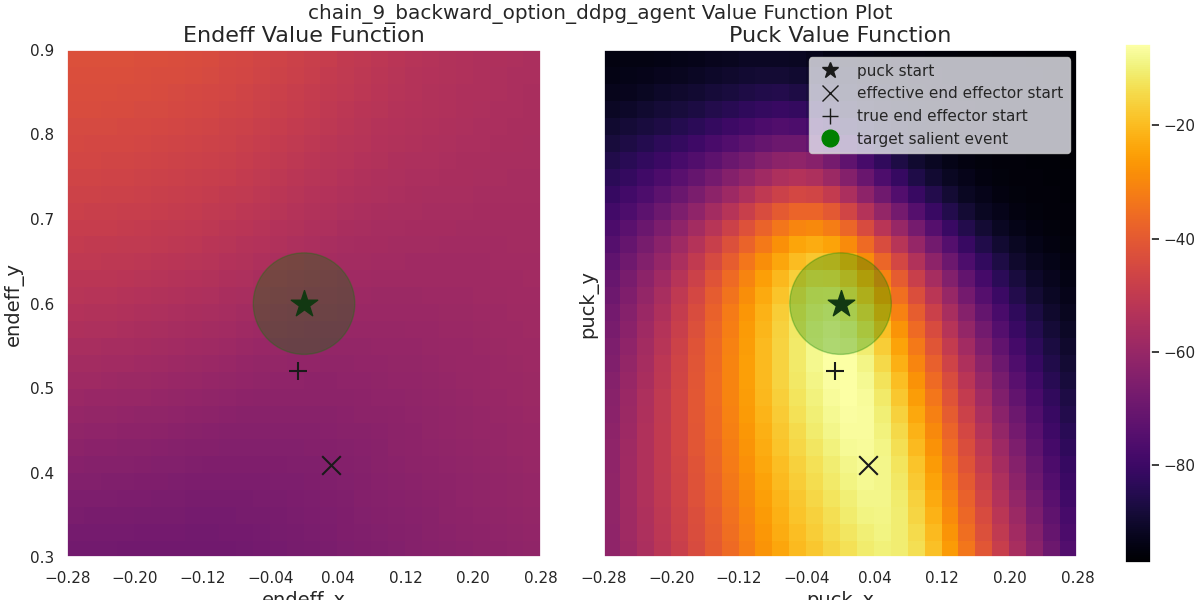 chain_9_backward_option_ddpg_agent Value Function Plot
Endeff Value Function
Puck Value Function
0.9
0.8
0.7
0.6
0.5
0.4
0.3
endeff_y
−0.28 −0.20 −0.12 −0.04 0.04 0.12 0.20 0.28
endeff_x
puck start
effective end effector start
true end effector start
target salient event
puck_y
−0.28 −0.20 −0.12 −0.04 0.04 0.12 0.20 0.28
puck_x
−20
−40
−60
−80